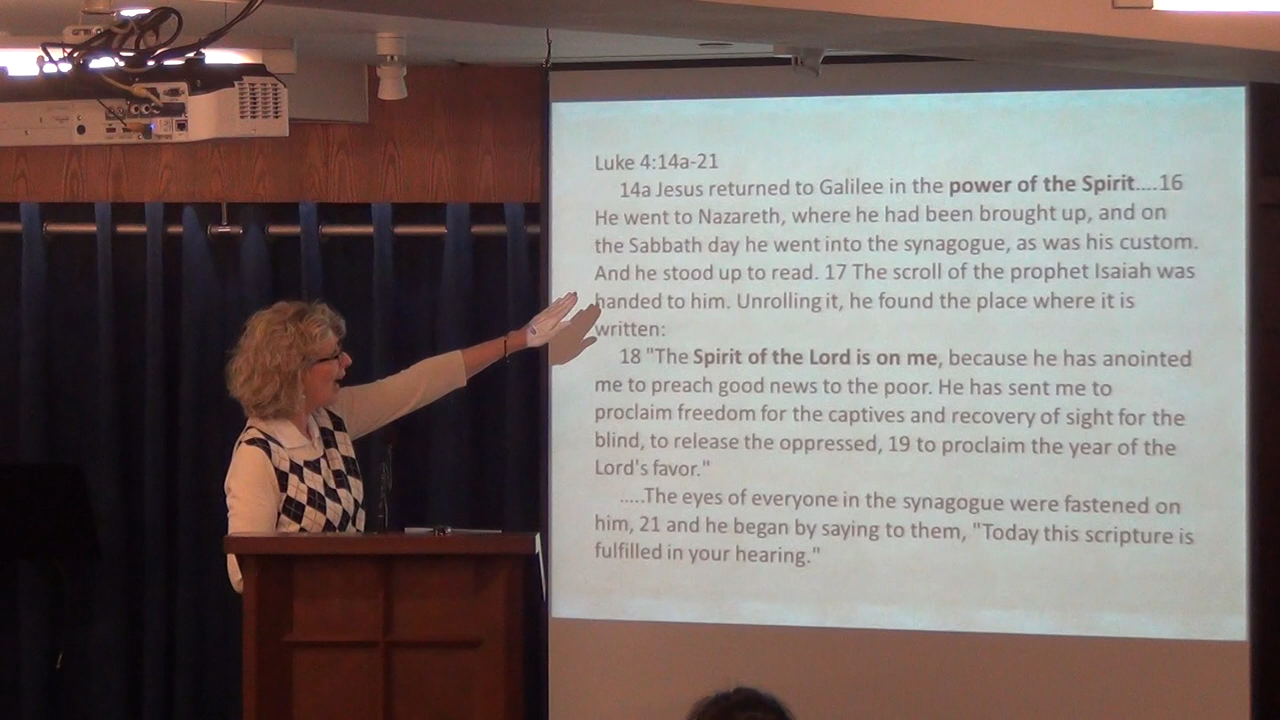 Luke 4:14a-21
14a Jesus returned to Galilee in the power of the Spirit....16
He went to Nazareth, where he had been brought up, and on
the Sabbath day he went into the synagogue, as was his custom.
And he stood up to read. 17 The scroll of the prophet Isaiah was
handed to him. Unrolling it, he found the place where it is
written:
18 "The Spirit of the Lord is on me, because he has anointed
me to preach good news to the poor. He has sent me to
proclaim freedom for the captives and recovery of sight for the
blind, to release the oppressed, 19 to proclaim the year of the
Lord's favor."
.....The eyes of everyone in the synagogue were fastened on
him, 21 and he began by saying to them, "Today this scripture is
fulfilled in your hearing."